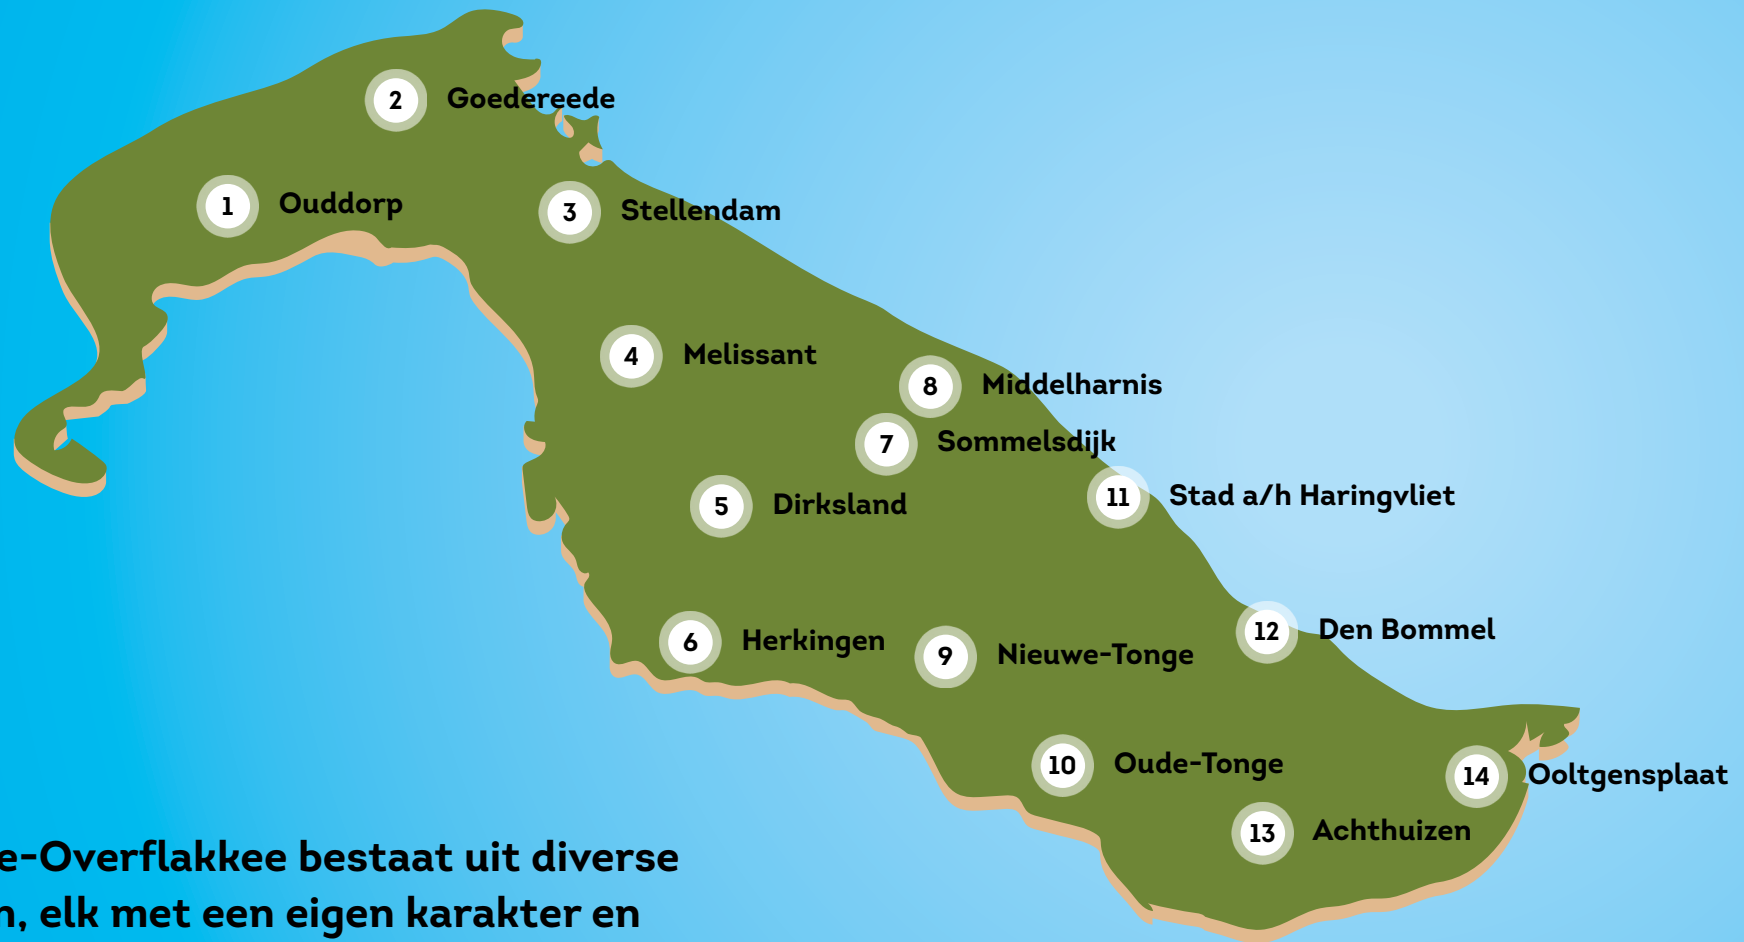 2 Goedereede
1 Ouddorp
3 Stellendam
4 Melissant
8 Middelharnis
7 Sommelsdijk
11 Stad a/h Haringvliet
5 Dirksland
12 Den Bommel
6 Herkingen
9 Nieuwe-Tonge
10 Oude-Tonge
14 Ooltgensplaat
13 Achthuizen
e-Overflakkee bestaat uit diverse
n, elk met een eigen karakter en